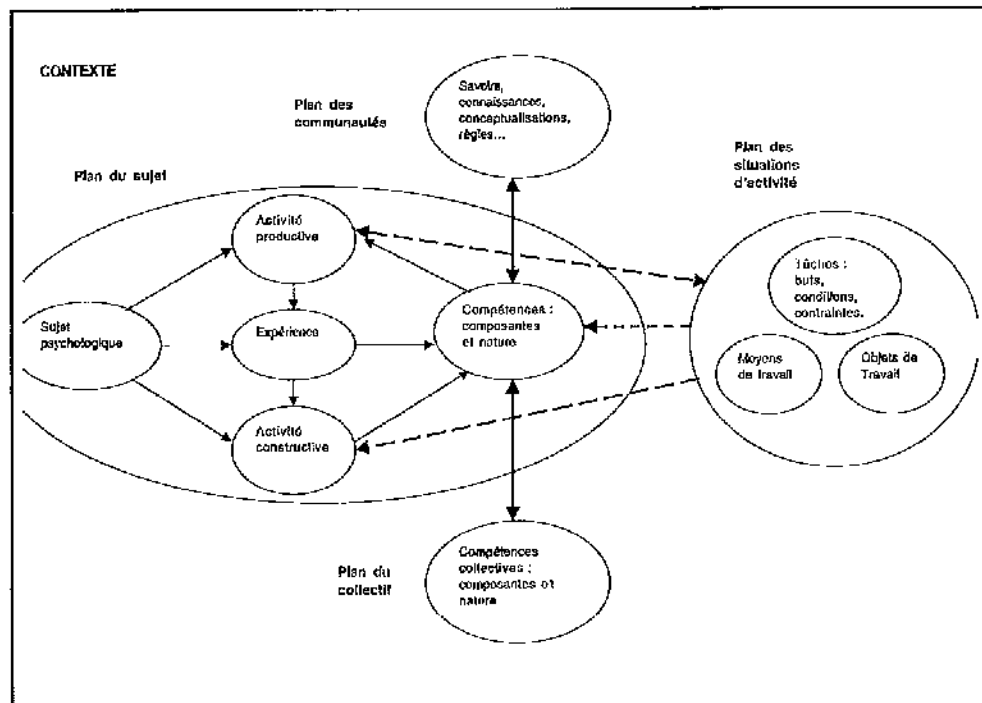 CONTEXTE
Plan des
communautés
Savoirs,
connaissances,
conceptualisations,
règles...
Plan des
situations
d'activité
Plan du sujet
Activité
productive
Tâches :
buts,
conditions,
contraintes.
Sujet
psychologique
Expérience
Compétences :
composantes
et nature
Moyens
de travail
Objets de
Travail
Activité
constructive
Plan du
collectif
Compétences
collectives :
composantes et
nature